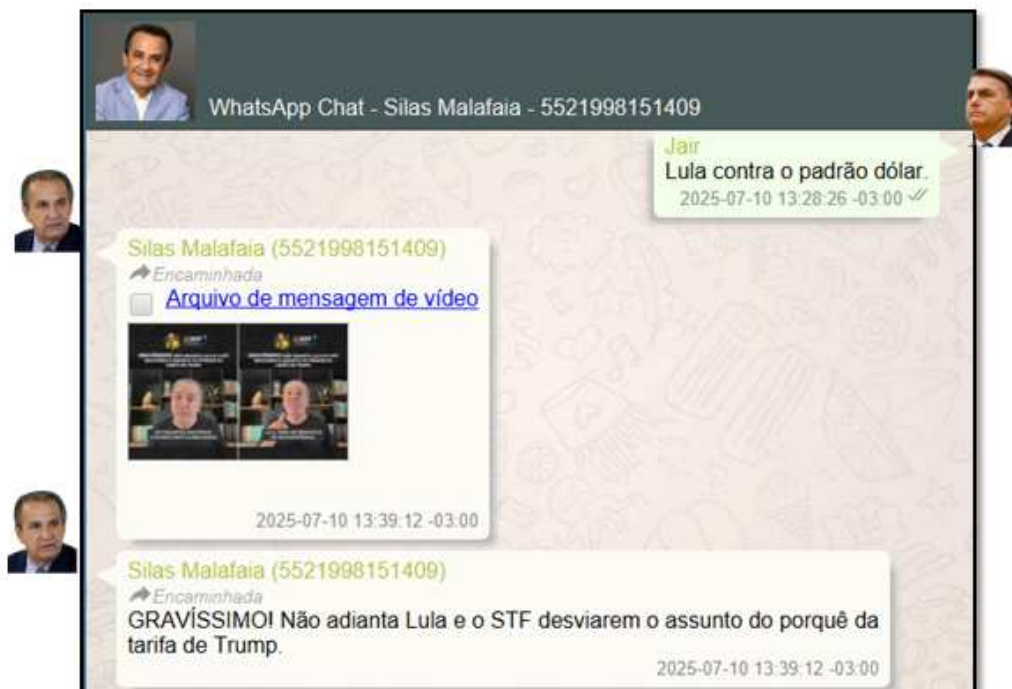 WhatsApp Chat - Silas Malafaia - 5521998151409
Jair
Lula contra o padrão dólar.
2025-07-10 13:28:26 -03:00
Silas Malafaia (5521998151409)
Encaminhada
Arquivo de mensagem de vídeo
2025-07-10 13:39:12 -03:00
Silas Malafaia (5521998151409)
Encaminhada
GRAVÍSSIMO! Não adianta Lula e o STF desviarem o assunto do porquê da
tarifa de Trump.
2025-07-10 13:39:12 -03:00